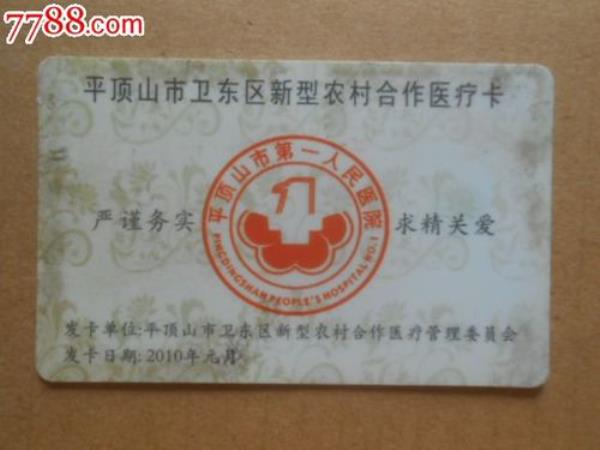 7788.com
平顶山市卫东区新型农村合作医疗卡
平顶山市第一人民医院
严谨务实
求精关爱
PINGDINGSHAN PEOPLE'S HOSPITAL NO.1
发卡单位:平顶山市卫东区新型农村合作医疗管理委员会
发卡日期:2010年元月